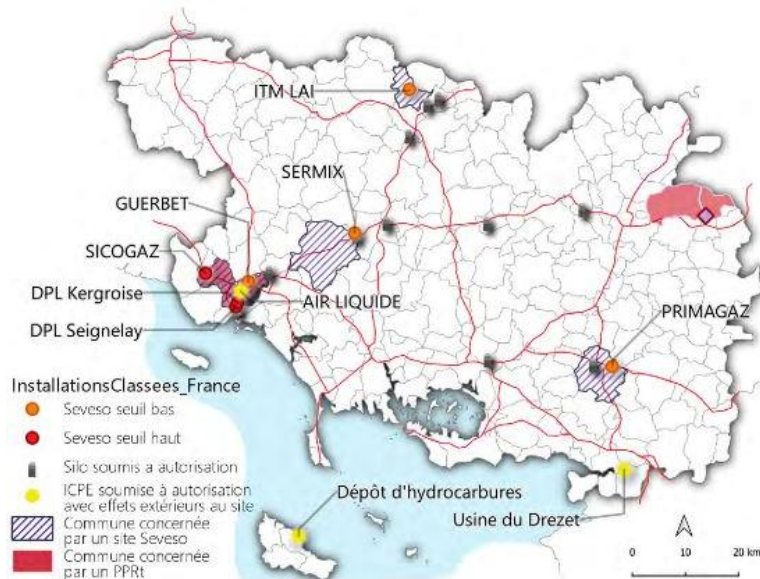 ITM LAI
SERMIX
GUERBET
SICOGAZ
DPL Kergroise
AIR LIQUIDE
DPL Seignelay
PRIMAGAZ
InstallationsClassees_France
Seveso seuil bas
Seveso seuil haut
Silo soumis a autorisation
ICPE soumise à autorisation
avec effets extérieurs au site
Commune concernée
par un site Seveso
Commune concernée
par un PPRt
Dépôt d'hydrocarbures
Usine du Drezet
0 10 20 km